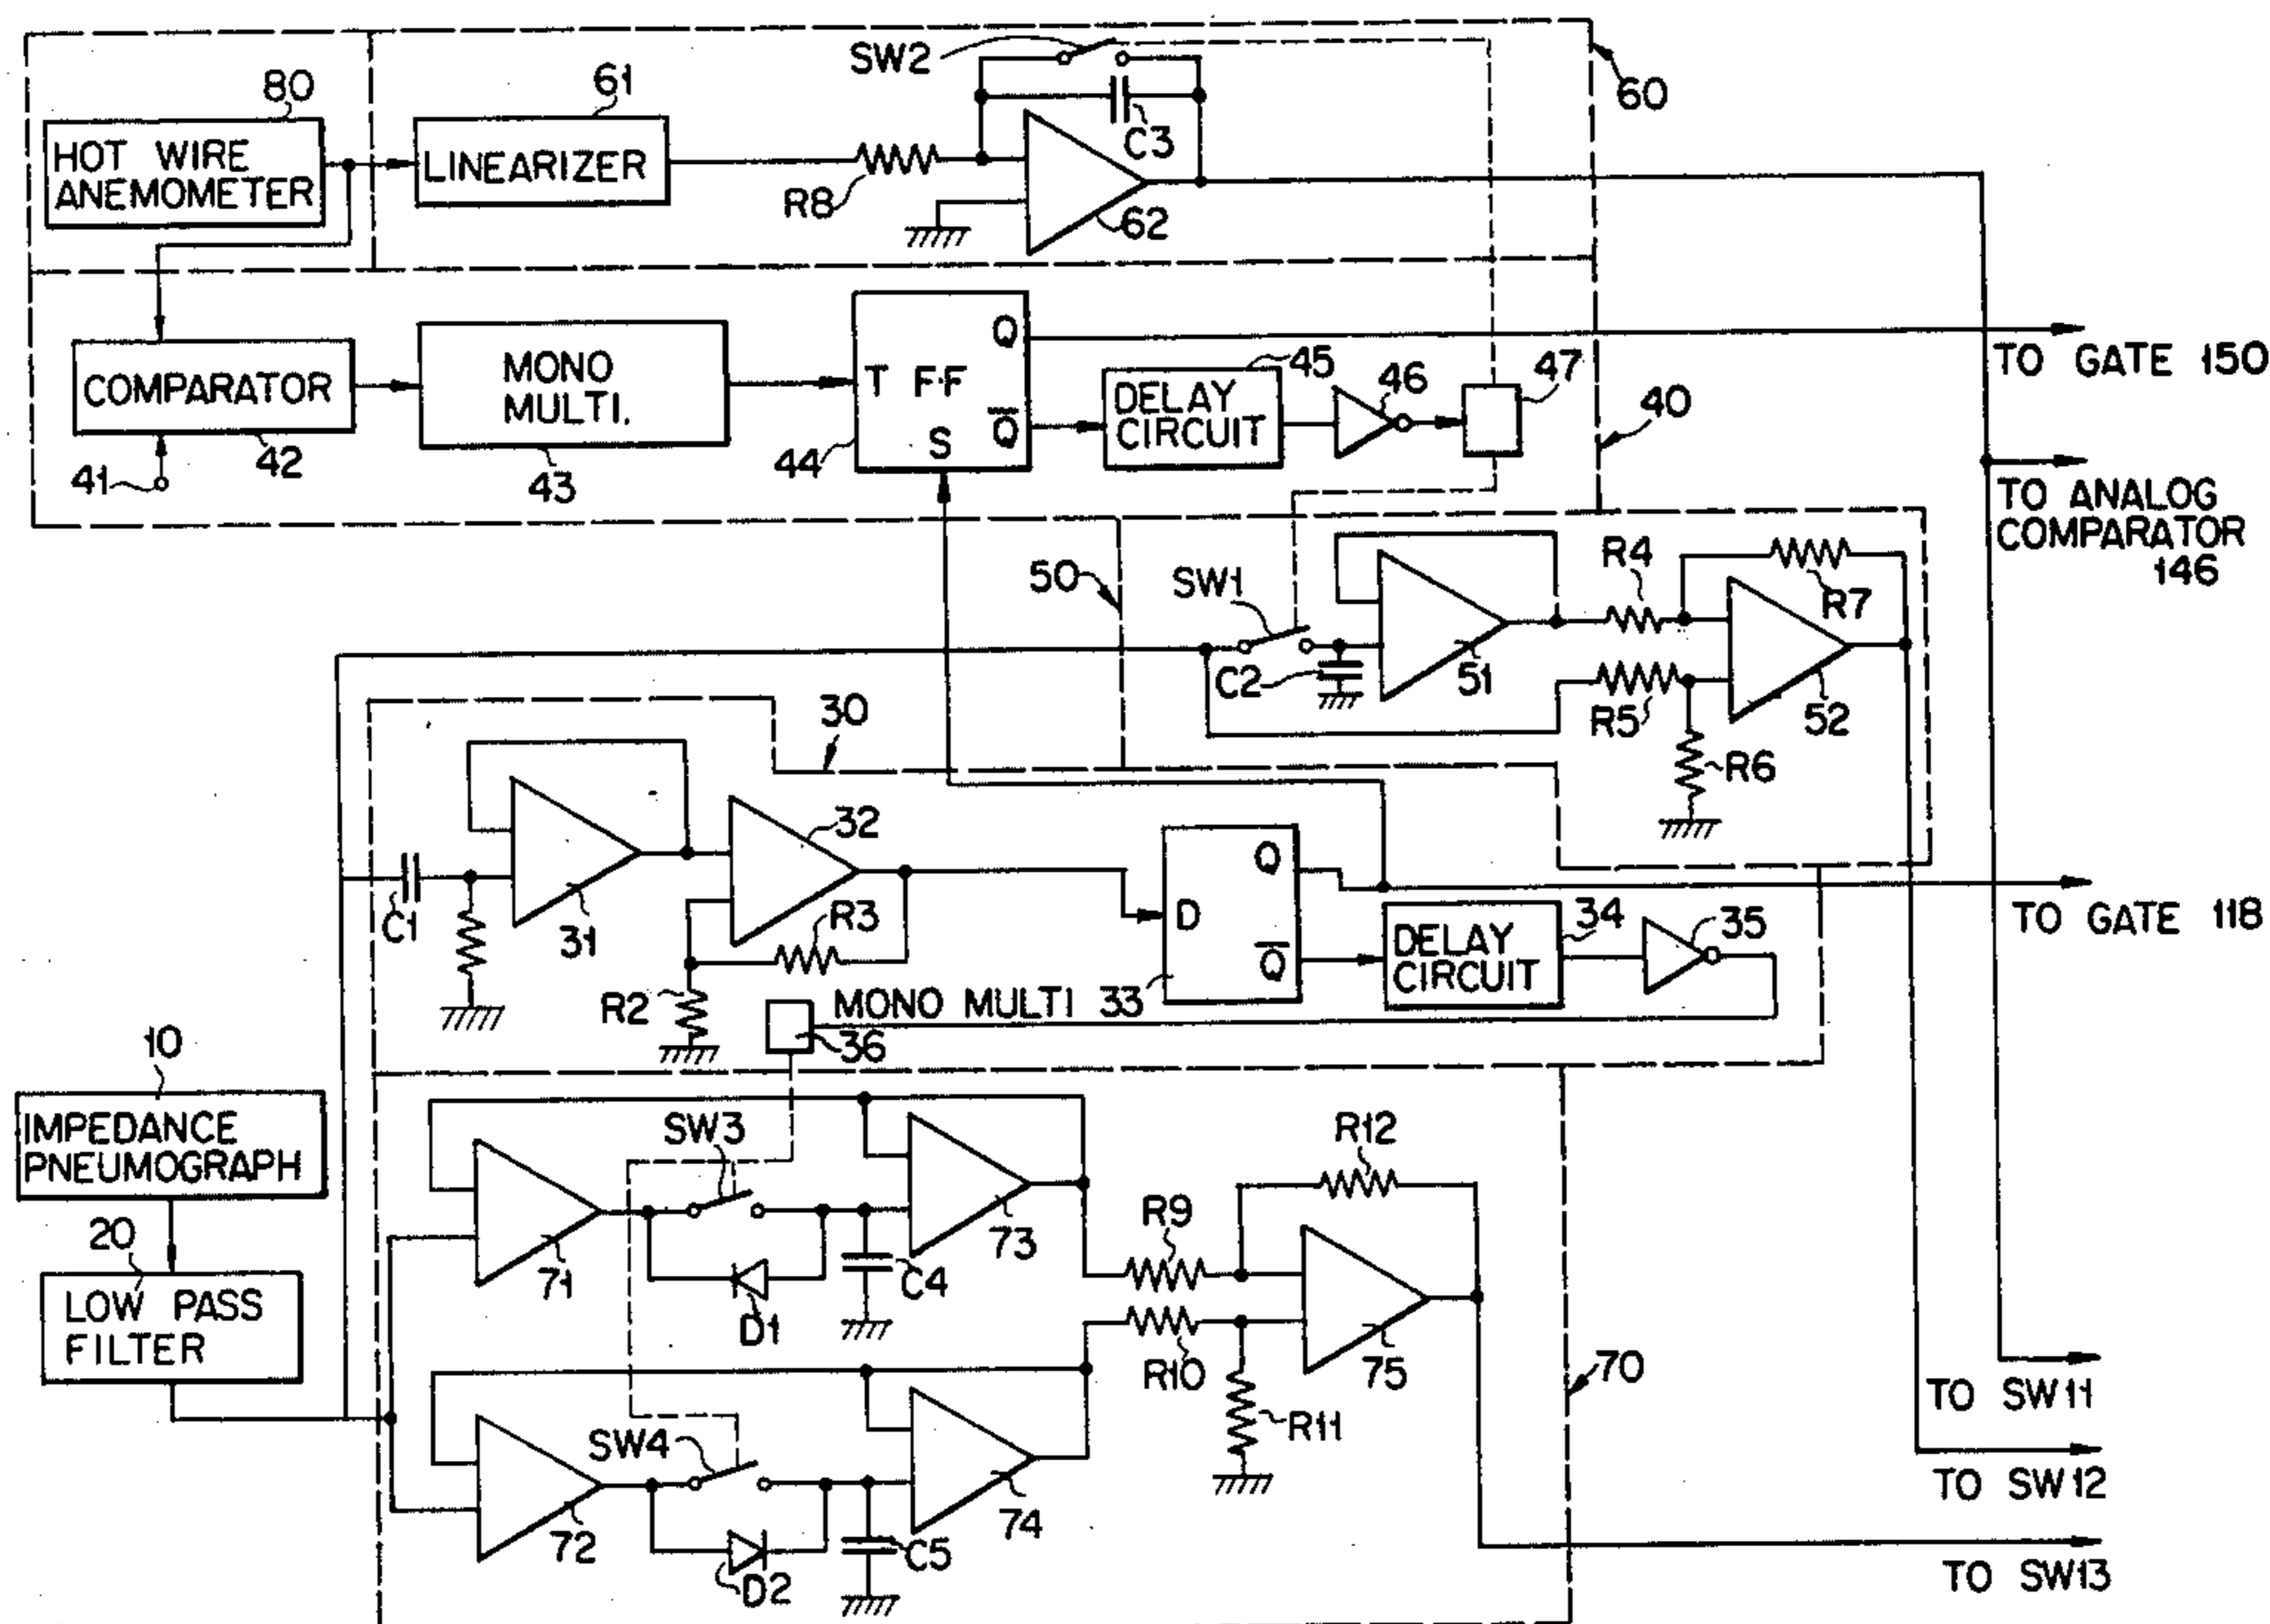 SW2
60
80
61
HOT WIRE
ANEMOMETER
LINEARIZER
R8
C3
62
COMPARATOR
41
42
MONO
MULTI.
43
T F·F
S
Q
Q̅
44
DELAY
CIRCUIT
45
46
47
40
TO GATE 150
TO ANALOG
COMPARATOR
146
50
SW1
C2
51
R4
R7
R5
52
R6
30
C1
31
32
R3
R2
D
Q
Q̅
MONO MULTI 33
DELAY
CIRCUIT
34
35
36
TO GATE 118
10
IMPEDANCE
PNEUMOGRAPH
20
LOW PASS
FILTER
SW3
71
D1
C4
73
R9
R12
R10
R11
75
70
SW4
72
D2
C5
74
TO SW11
TO SW12
TO SW13